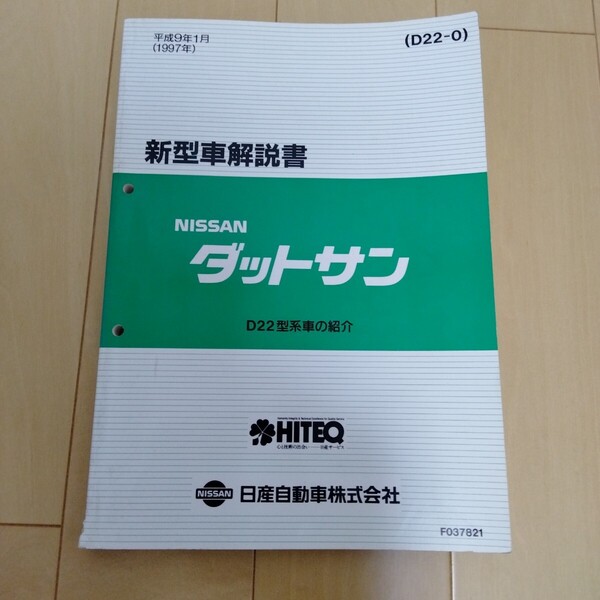 平成9年1月
(1997年)
(D22-0)
新型車解説書
NISSAN
ダットサン
D22型系車の紹介
HITEQ
NISSAN 日産自動車株式会社
F037821